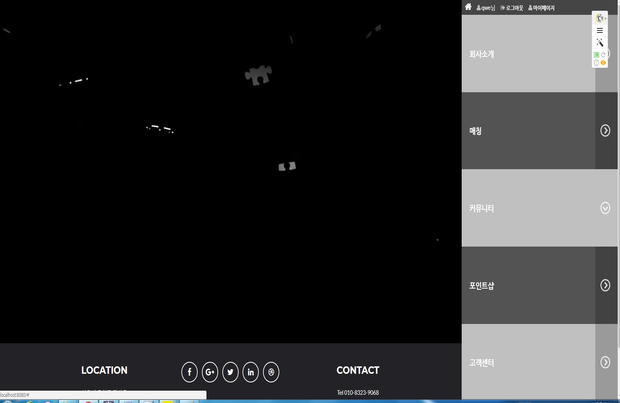 qwe님 로그아웃 마이페이지
회사소개
매칭
커뮤니티
포인트샵
고객센터
LOCATION
CONTACT
Tel 010-8323-9068
localhost:8080/#